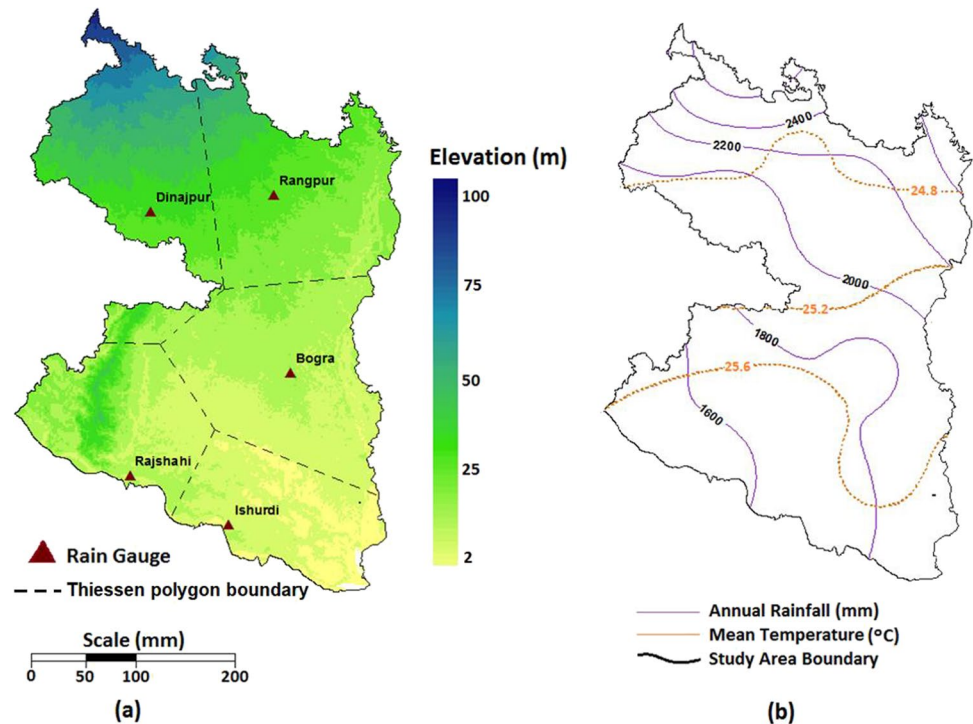 Elevation (m)
100
75
50
25
2
Dinajpur
Rangpur
Bogra
Rajshahi
Ishurdi
Rain Gauge
Thiessen polygon boundary
Scale (mm)
0 50 100 200
(a)
2400
2200
24.8
2000
25.2
1800
25.6
1600
Annual Rainfall (mm)
Mean Temperature (°C)
Study Area Boundary
(b)